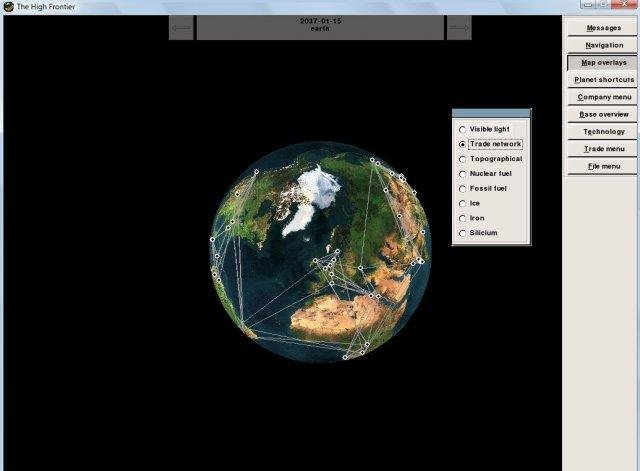 The High Frontier
2037-01-15
earth
Messages
Navigation
Map overlays
Planet shortcuts
Company menu
Base overview
Technology
Trade menu
File menu
Visible light
Trade network
Topographical
Nuclear fuel
Fossil fuel
Ice
Iron
Silicium